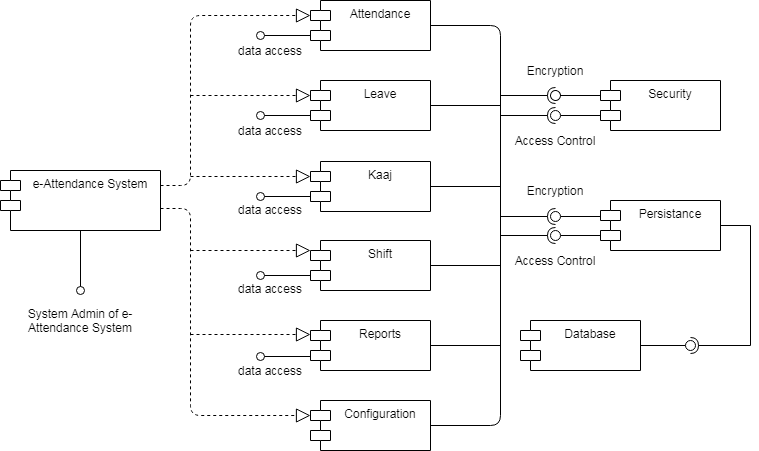 Attendance
data access
Encryption
Leave
Security
data access
Access Control
Kaaj
e-Attendance System
Encryption
data access
Persistance
Shift
Access Control
data access
System Admin of e-
Attendance System
Reports
Database
data access
Configuration